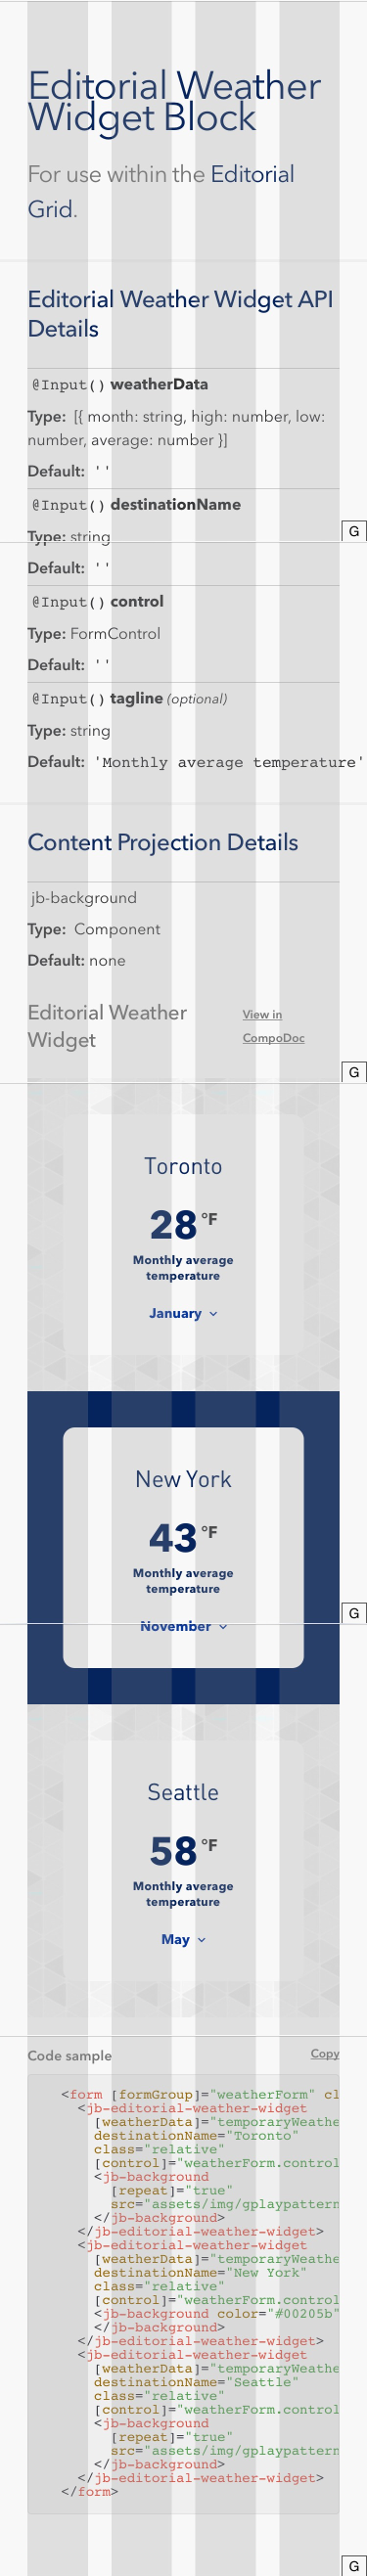 Editorial Weather
Widget Block
For use within the Editorial
Grid.
Editorial Weather Widget API
Details
@Input() weatherData
Type: [{ month: string, high: number, low:
number, average: number }]
Default: ''
@Input() destinationName
G
Type: string
Default: ''
@Input() control
Type: FormControl
Default: ''
@Input() tagline (optional)
Type: string
Default: 'Monthly average temperature'
Content Projection Details
jb-background
Type: Component
Default: none
Editorial Weather
Widget
View in
CompoDoc
G
Toronto
28 °F
Monthly average
temperature
January
New York
43 °F
Monthly average
temperature
G
November
Seattle
58 °F
Monthly average
temperature
May
Code sample
Copy
<form [formGroup]="weatherForm" cl
<jb-editorial-weather-widget
[weatherData]="temporaryWeathe
destinationName="Toronto"
class="relative"
[control]="weatherForm.control
<jb-background
[repeat]="true"
src="assets/img/gplaypattern
</jb-background>
</jb-editorial-weather-widget>
<jb-editorial-weather-widget
[weatherData]="temporaryWeathe
destinationName="New York"
class="relative"
[control]="weatherForm.control
<jb-background color="#00205b"
</jb-background>
</jb-editorial-weather-widget>
<jb-editorial-weather-widget
[weatherData]="temporaryWeathe
destinationName="Seattle"
class="relative"
[control]="weatherForm.control
<jb-background
[repeat]="true"
src="assets/img/gplaypattern
</jb-background>
</jb-editorial-weather-widget>
</form>
G